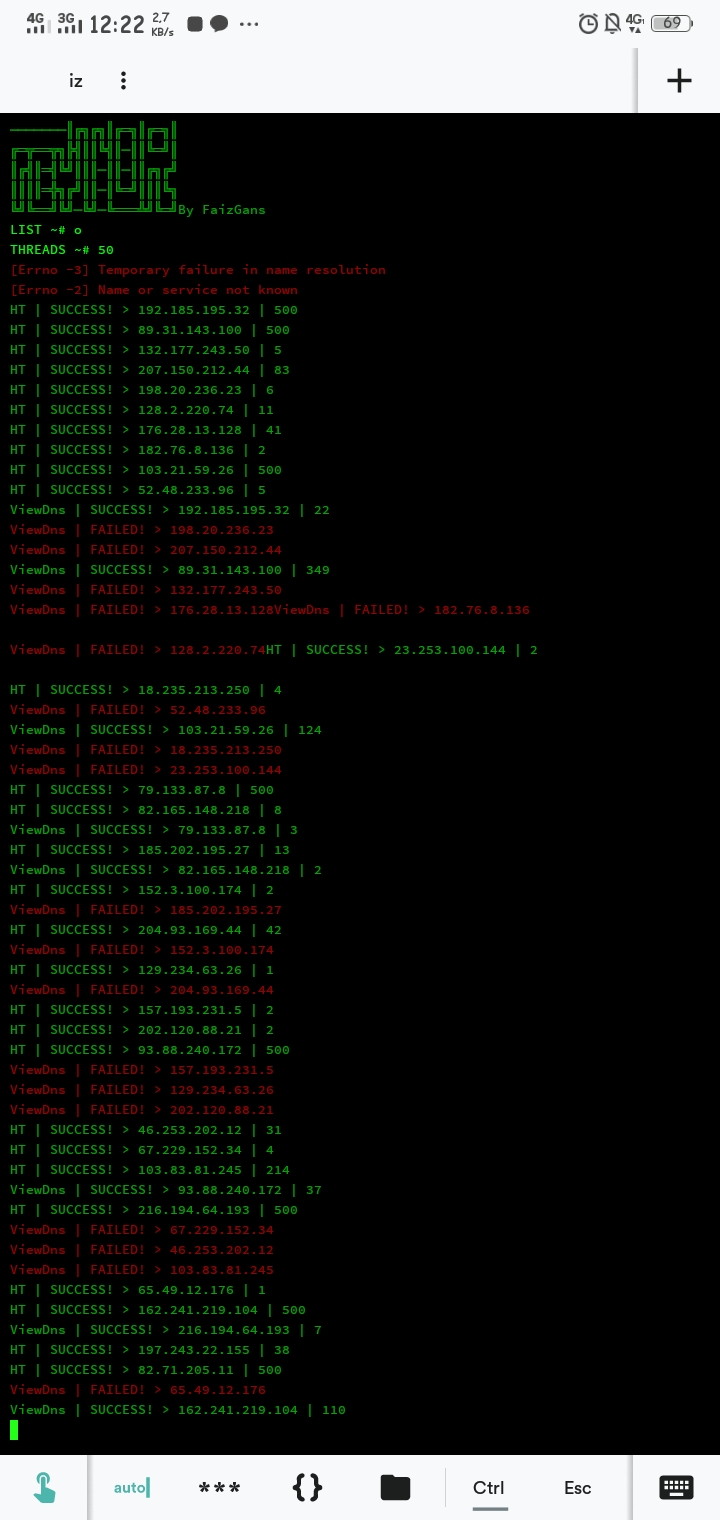 4G 3G 12:22 2,7 KB/s ... 4G 69
iz
By FaizGans
LIST ~# o
THREADS ~# 50
[Errno -3] Temporary failure in name resolution
[Errno -2] Name or service not known
HT | SUCCESS! > 192.185.195.32 | 500
HT | SUCCESS! > 89.31.143.100 | 500
HT | SUCCESS! > 132.177.243.50 | 5
HT | SUCCESS! > 207.150.212.44 | 83
HT | SUCCESS! > 198.20.236.23 | 6
HT | SUCCESS! > 128.2.220.74 | 11
HT | SUCCESS! > 176.28.13.128 | 41
HT | SUCCESS! > 182.76.8.136 | 2
HT | SUCCESS! > 103.21.59.26 | 500
HT | SUCCESS! > 52.48.233.96 | 5
ViewDns | SUCCESS! > 192.185.195.32 | 22
ViewDns | FAILED! > 198.20.236.23
ViewDns | FAILED! > 207.150.212.44
ViewDns | SUCCESS! > 89.31.143.100 | 349
ViewDns | FAILED! > 132.177.243.50
ViewDns | FAILED! > 176.28.13.128ViewDns | FAILED! > 182.76.8.136
ViewDns | FAILED! > 128.2.220.74HT | SUCCESS! > 23.253.100.144 | 2
HT | SUCCESS! > 18.235.213.250 | 4
ViewDns | FAILED! > 52.48.233.96
ViewDns | SUCCESS! > 103.21.59.26 | 124
ViewDns | FAILED! > 18.235.213.250
ViewDns | FAILED! > 23.253.100.144
HT | SUCCESS! > 79.133.87.8 | 500
HT | SUCCESS! > 82.165.148.218 | 8
ViewDns | SUCCESS! > 79.133.87.8 | 3
HT | SUCCESS! > 185.202.195.27 | 13
ViewDns | SUCCESS! > 82.165.148.218 | 2
HT | SUCCESS! > 152.3.100.174 | 2
ViewDns | FAILED! > 185.202.195.27
HT | SUCCESS! > 204.93.169.44 | 42
ViewDns | FAILED! > 152.3.100.174
HT | SUCCESS! > 129.234.63.26 | 1
ViewDns | FAILED! > 204.93.169.44
HT | SUCCESS! > 157.193.231.5 | 2
HT | SUCCESS! > 202.120.88.21 | 2
HT | SUCCESS! > 93.88.240.172 | 500
ViewDns | FAILED! > 157.193.231.5
ViewDns | FAILED! > 129.234.63.26
ViewDns | FAILED! > 202.120.88.21
HT | SUCCESS! > 46.253.202.12 | 31
HT | SUCCESS! > 67.229.152.34 | 4
HT | SUCCESS! > 103.83.81.245 | 214
ViewDns | SUCCESS! > 93.88.240.172 | 37
HT | SUCCESS! > 216.194.64.193 | 500
ViewDns | FAILED! > 67.229.152.34
ViewDns | FAILED! > 46.253.202.12
ViewDns | FAILED! > 103.83.81.245
HT | SUCCESS! > 65.49.12.176 | 1
HT | SUCCESS! > 162.241.219.104 | 500
ViewDns | SUCCESS! > 216.194.64.193 | 7
HT | SUCCESS! > 197.243.22.155 | 38
HT | SUCCESS! > 82.71.205.11 | 500
ViewDns | FAILED! > 65.49.12.176
ViewDns | SUCCESS! > 162.241.219.104 | 110
auto *** {} Ctrl Esc